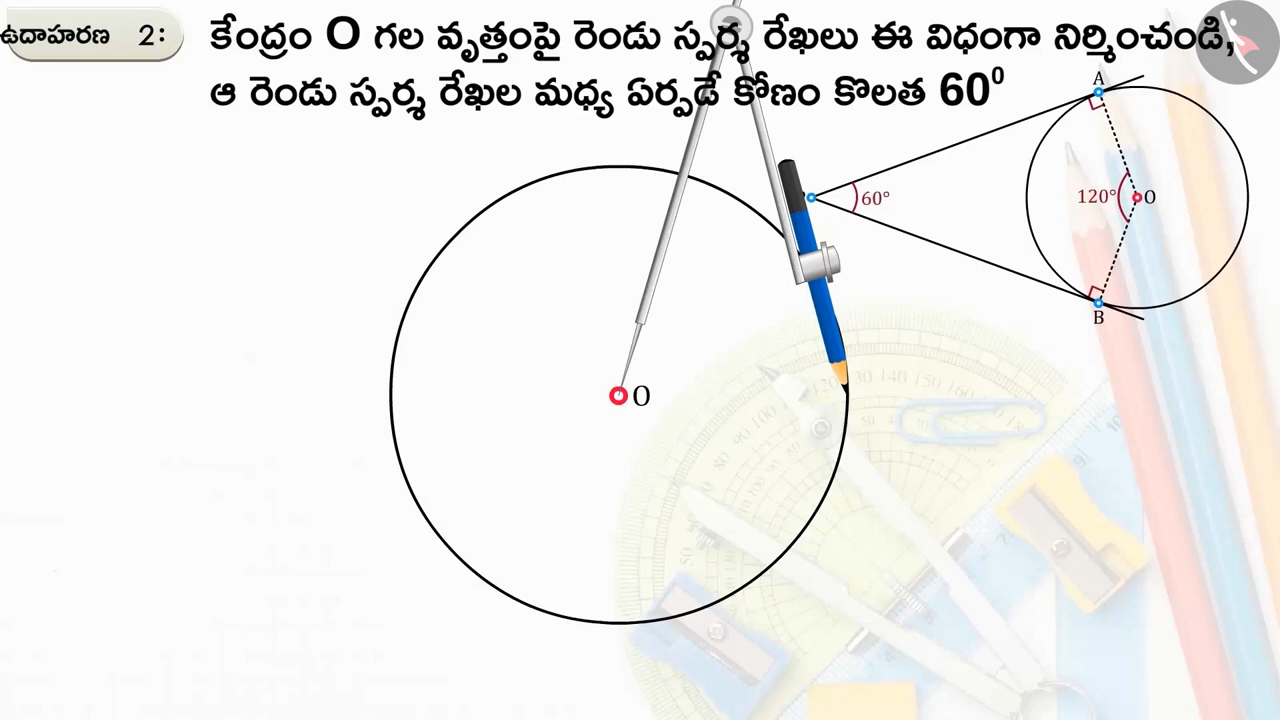 ఉదాహరణ 2:
కేంద్రం O గల వృత్తంపై రెండు స్పర్శ రేఖలు ఈ విధంగా నిర్మించండి,
ఆ రెండు స్పర్శ రేఖల మధ్య ఏర్పడే కోణం కొలత 60⁰
A
60°
120°
O
B
O